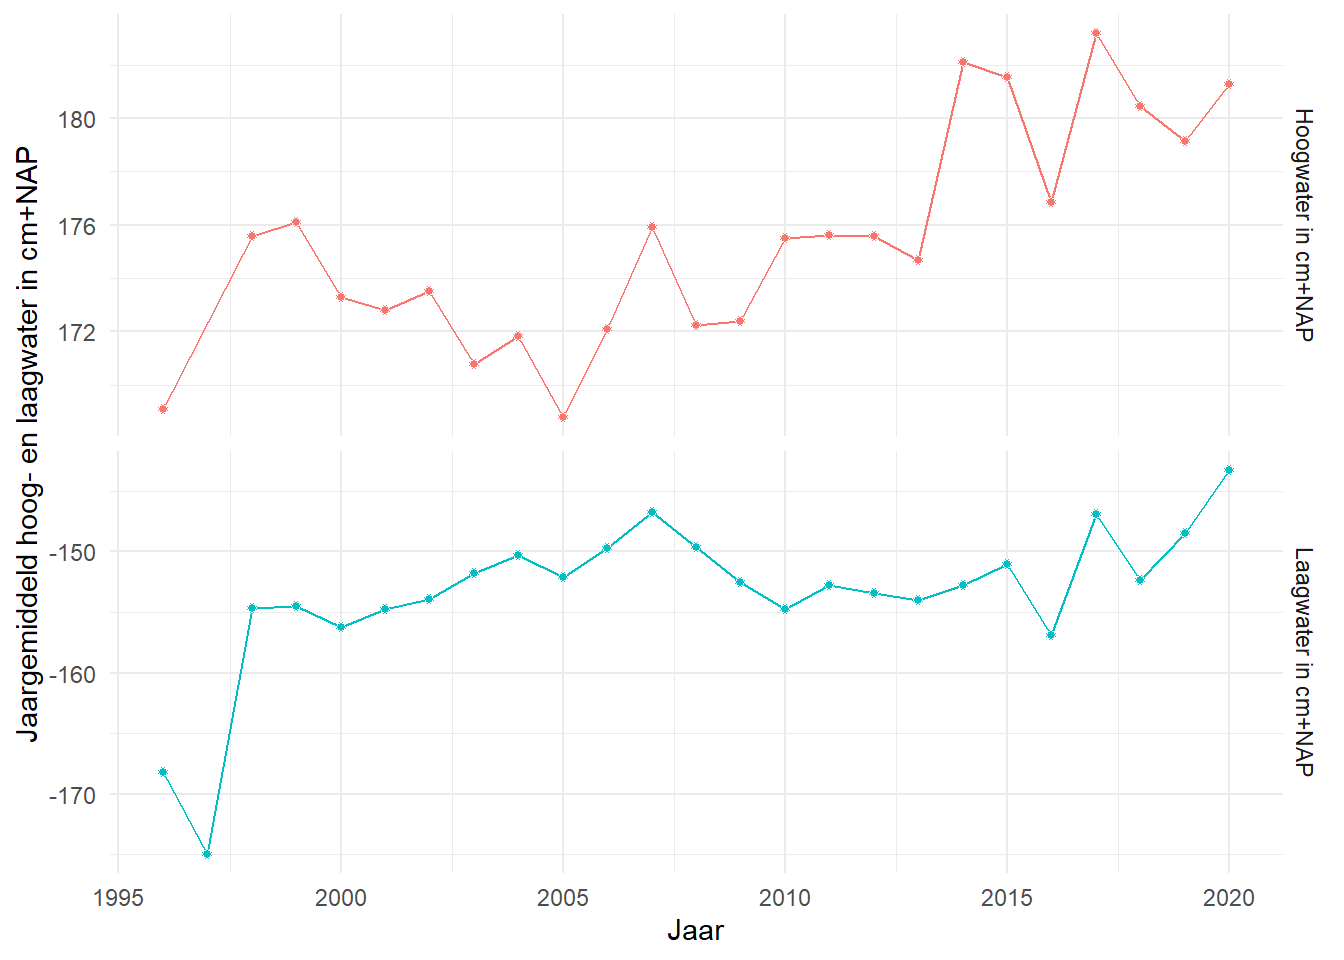 Jaargemiddeld hoog- en laagwater in cm+NAP
180
176
172
Hoogwater in cm+NAP
-150
-160
-170
Laagwater in cm+NAP
1995 2000 2005 2010 2015 2020
Jaar